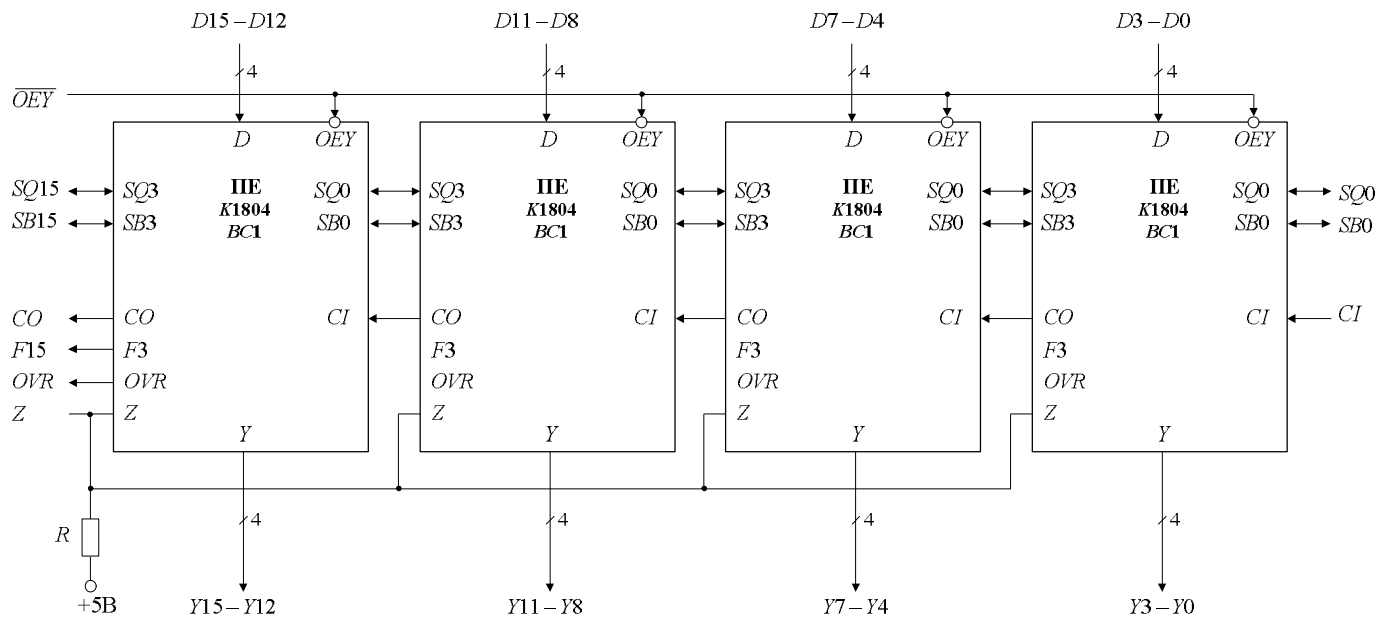 D15–D12 D11–D8 D7–D4 D3–D0
4 4 4 4
OEY
D OEY D OEY D OEY D OEY
SQ15 SQ3 ПЕ SQ0 SQ3 ПЕ SQ0 SQ3 ПЕ SQ0 SQ3 ПЕ SQ0 SQ0
K1804 K1804 K1804 K1804
SB15 SB3 BC1 SB0 SB3 BC1 SB0 SB3 BC1 SB0 SB3 BC1 SB0 SB0
CO CO CI CO CI CO CI CO CI CI
F15 F3 F3 F3 F3
OVR OVR OVR OVR OVR
Z Z Z Z Z
Y Y Y Y
R 4 4 4 4
+5В Y15–Y12 Y11–Y8 Y7–Y4 Y3–Y0